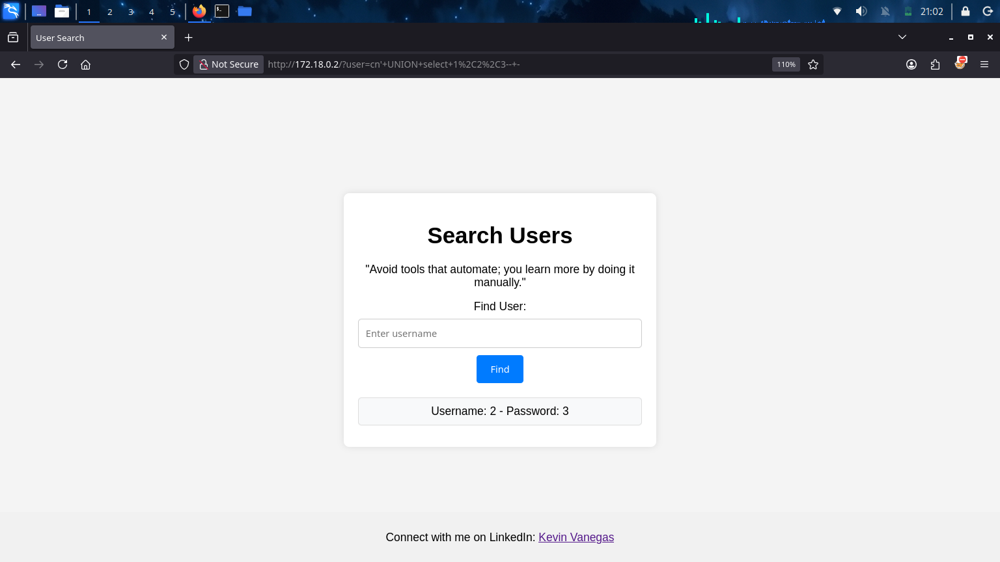 1 2 3 4 5 21:02
User Search
Not Secure http://172.18.0.2/?user=cn'+UNION+select+1%2C2%2C3--+- 110%
Search Users
"Avoid tools that automate; you learn more by doing it
manually."
Find User:
Enter username
Find
Username: 2 - Password: 3
Connect with me on LinkedIn: Kevin Vanegas